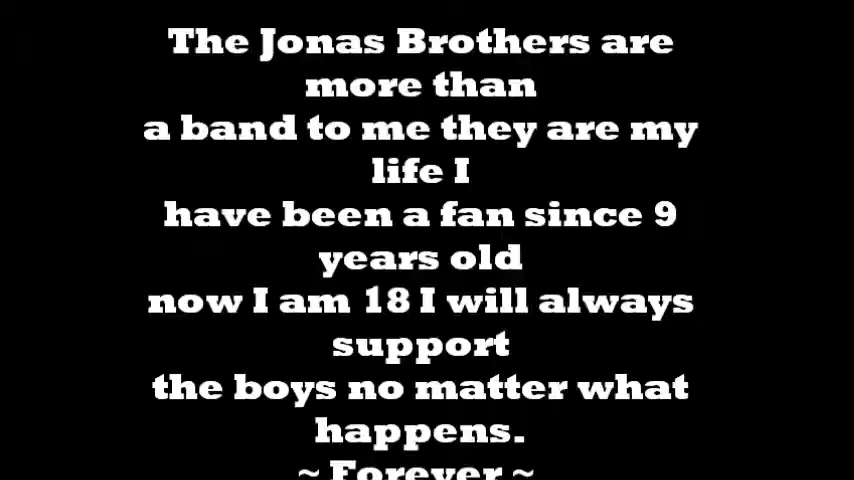 The Jonas Brothers are
more than
a band to me they are my
life I
have been a fan since 9
years old
now I am 18 I will always
support
the boys no matter what
happens.
~ Forever ~